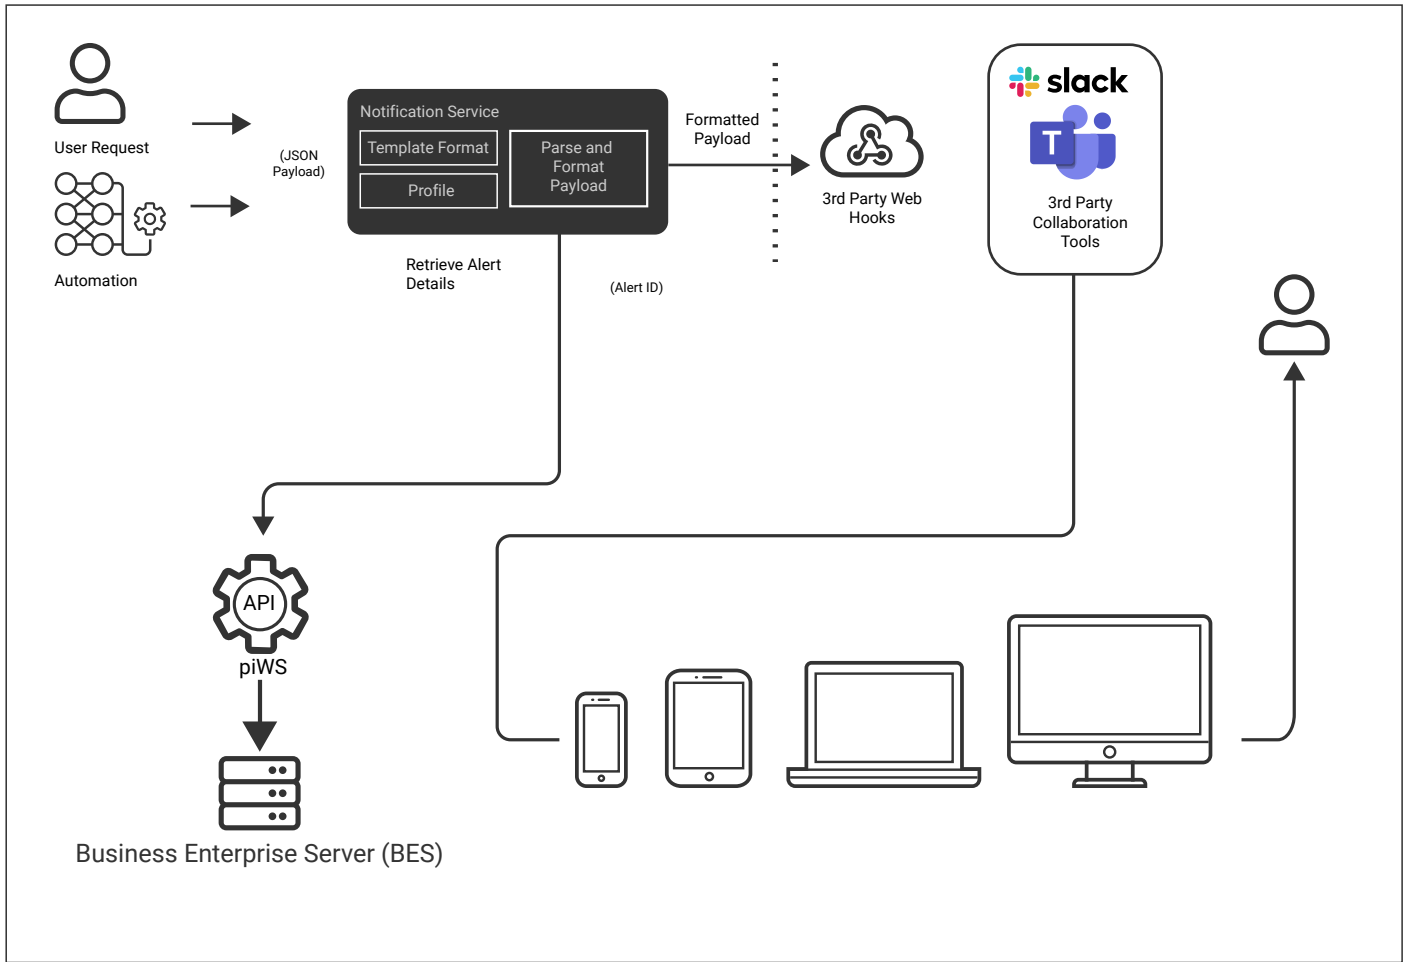 User Request
Automation
(JSON
Payload)
Notification Service
Template Format
Profile
Parse and
Format
Payload
Formatted
Payload
3rd Party Web
Hooks
slack
T
3rd Party
Collaboration
Tools
Retrieve Alert
Details
(Alert ID)
API
piWS
Business Enterprise Server (BES)